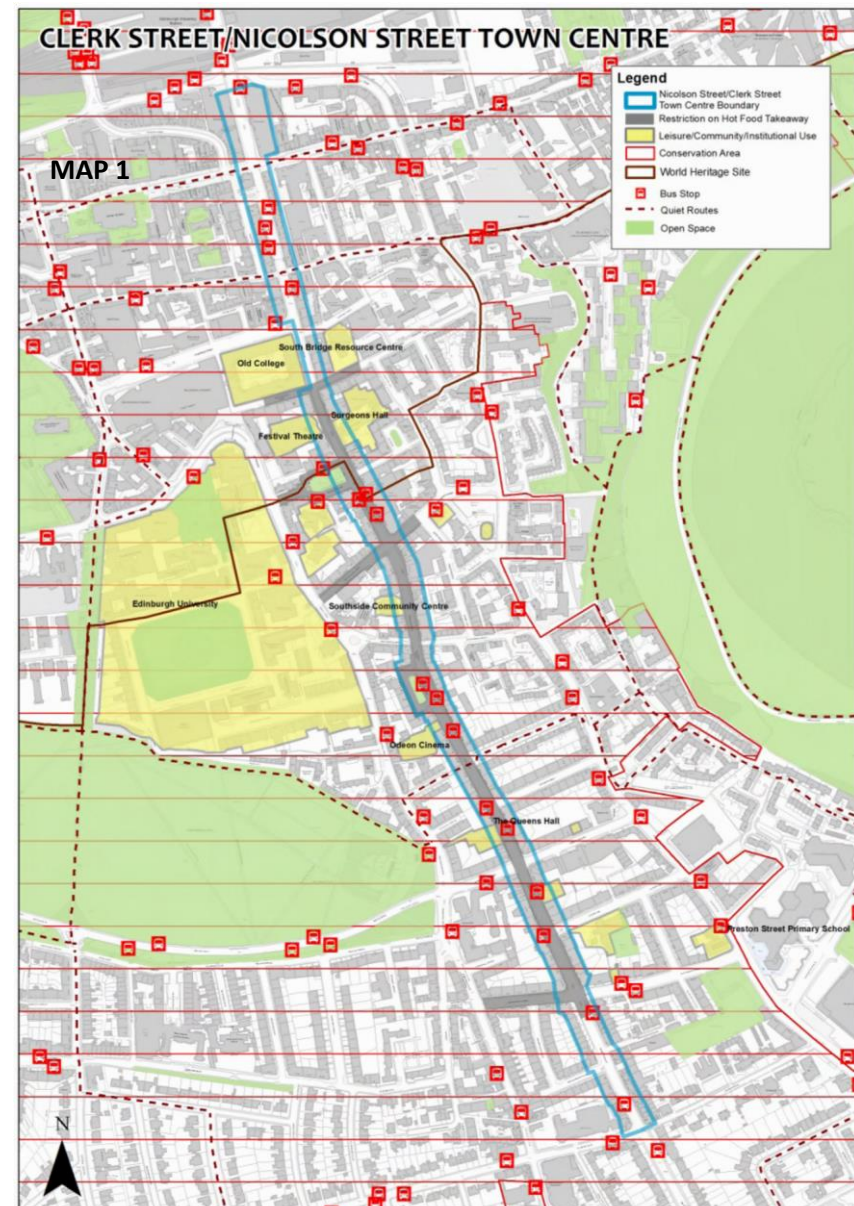 CLERK STREET/NICOLSON STREET TOWN CENTRE
MAP 1
Legend
Nicolson Street/Clerk Street
Town Centre Boundary
Restriction on Hot Food Takeaway
Leisure/Community/Institutional Use
Conservation Area
World Heritage Site
Bus Stop
Quiet Routes
Open Space
South Bridge Resource Centre
Old College
Surgeons Hall
Festival Theatre
Edinburgh University
Southside Community Centre
Odeon Cinema
The Queens Hall
Preston Street Primary School
N